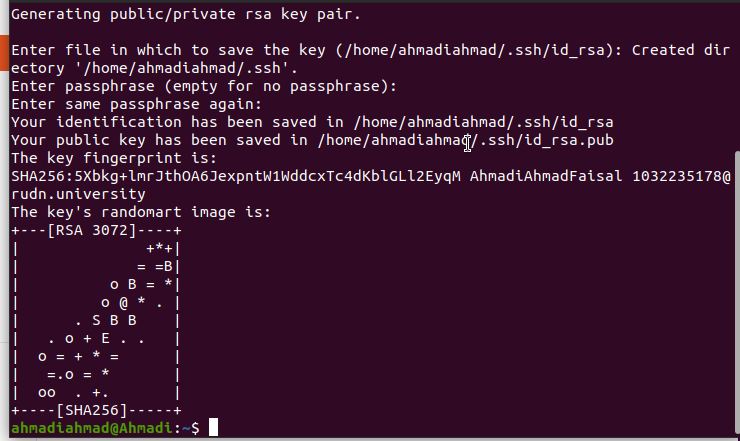 Generating public/private rsa key pair.

Enter file in which to save the key (/home/ahmadiahmad/.ssh/id_rsa): Created dir
ectory '/home/ahmadiahmad/.ssh'.
Enter passphrase (empty for no passphrase):
Enter same passphrase again:
Your identification has been saved in /home/ahmadiahmad/.ssh/id_rsa
Your public key has been saved in /home/ahmadiahmad/.ssh/id_rsa.pub
The key fingerprint is:
SHA256:5Xbkg+lmrJthOA6JexpntW1WddcxTc4dKblGLl2EyqM AhmadiAhmadFaisal 1032235178@
rudn.university
The key's randomart image is:
+---[RSA 3072]----+
|              +*+|
|             = =B|
|          o B = *|
|         o @ * . |
|      . S B B    |
|   . o + E . .   |
|  o = + * =      |
|   =.o = *       |
|  oo  . +.       |
+----[SHA256]-----+
ahmadiahmad@Ahmadi:~$